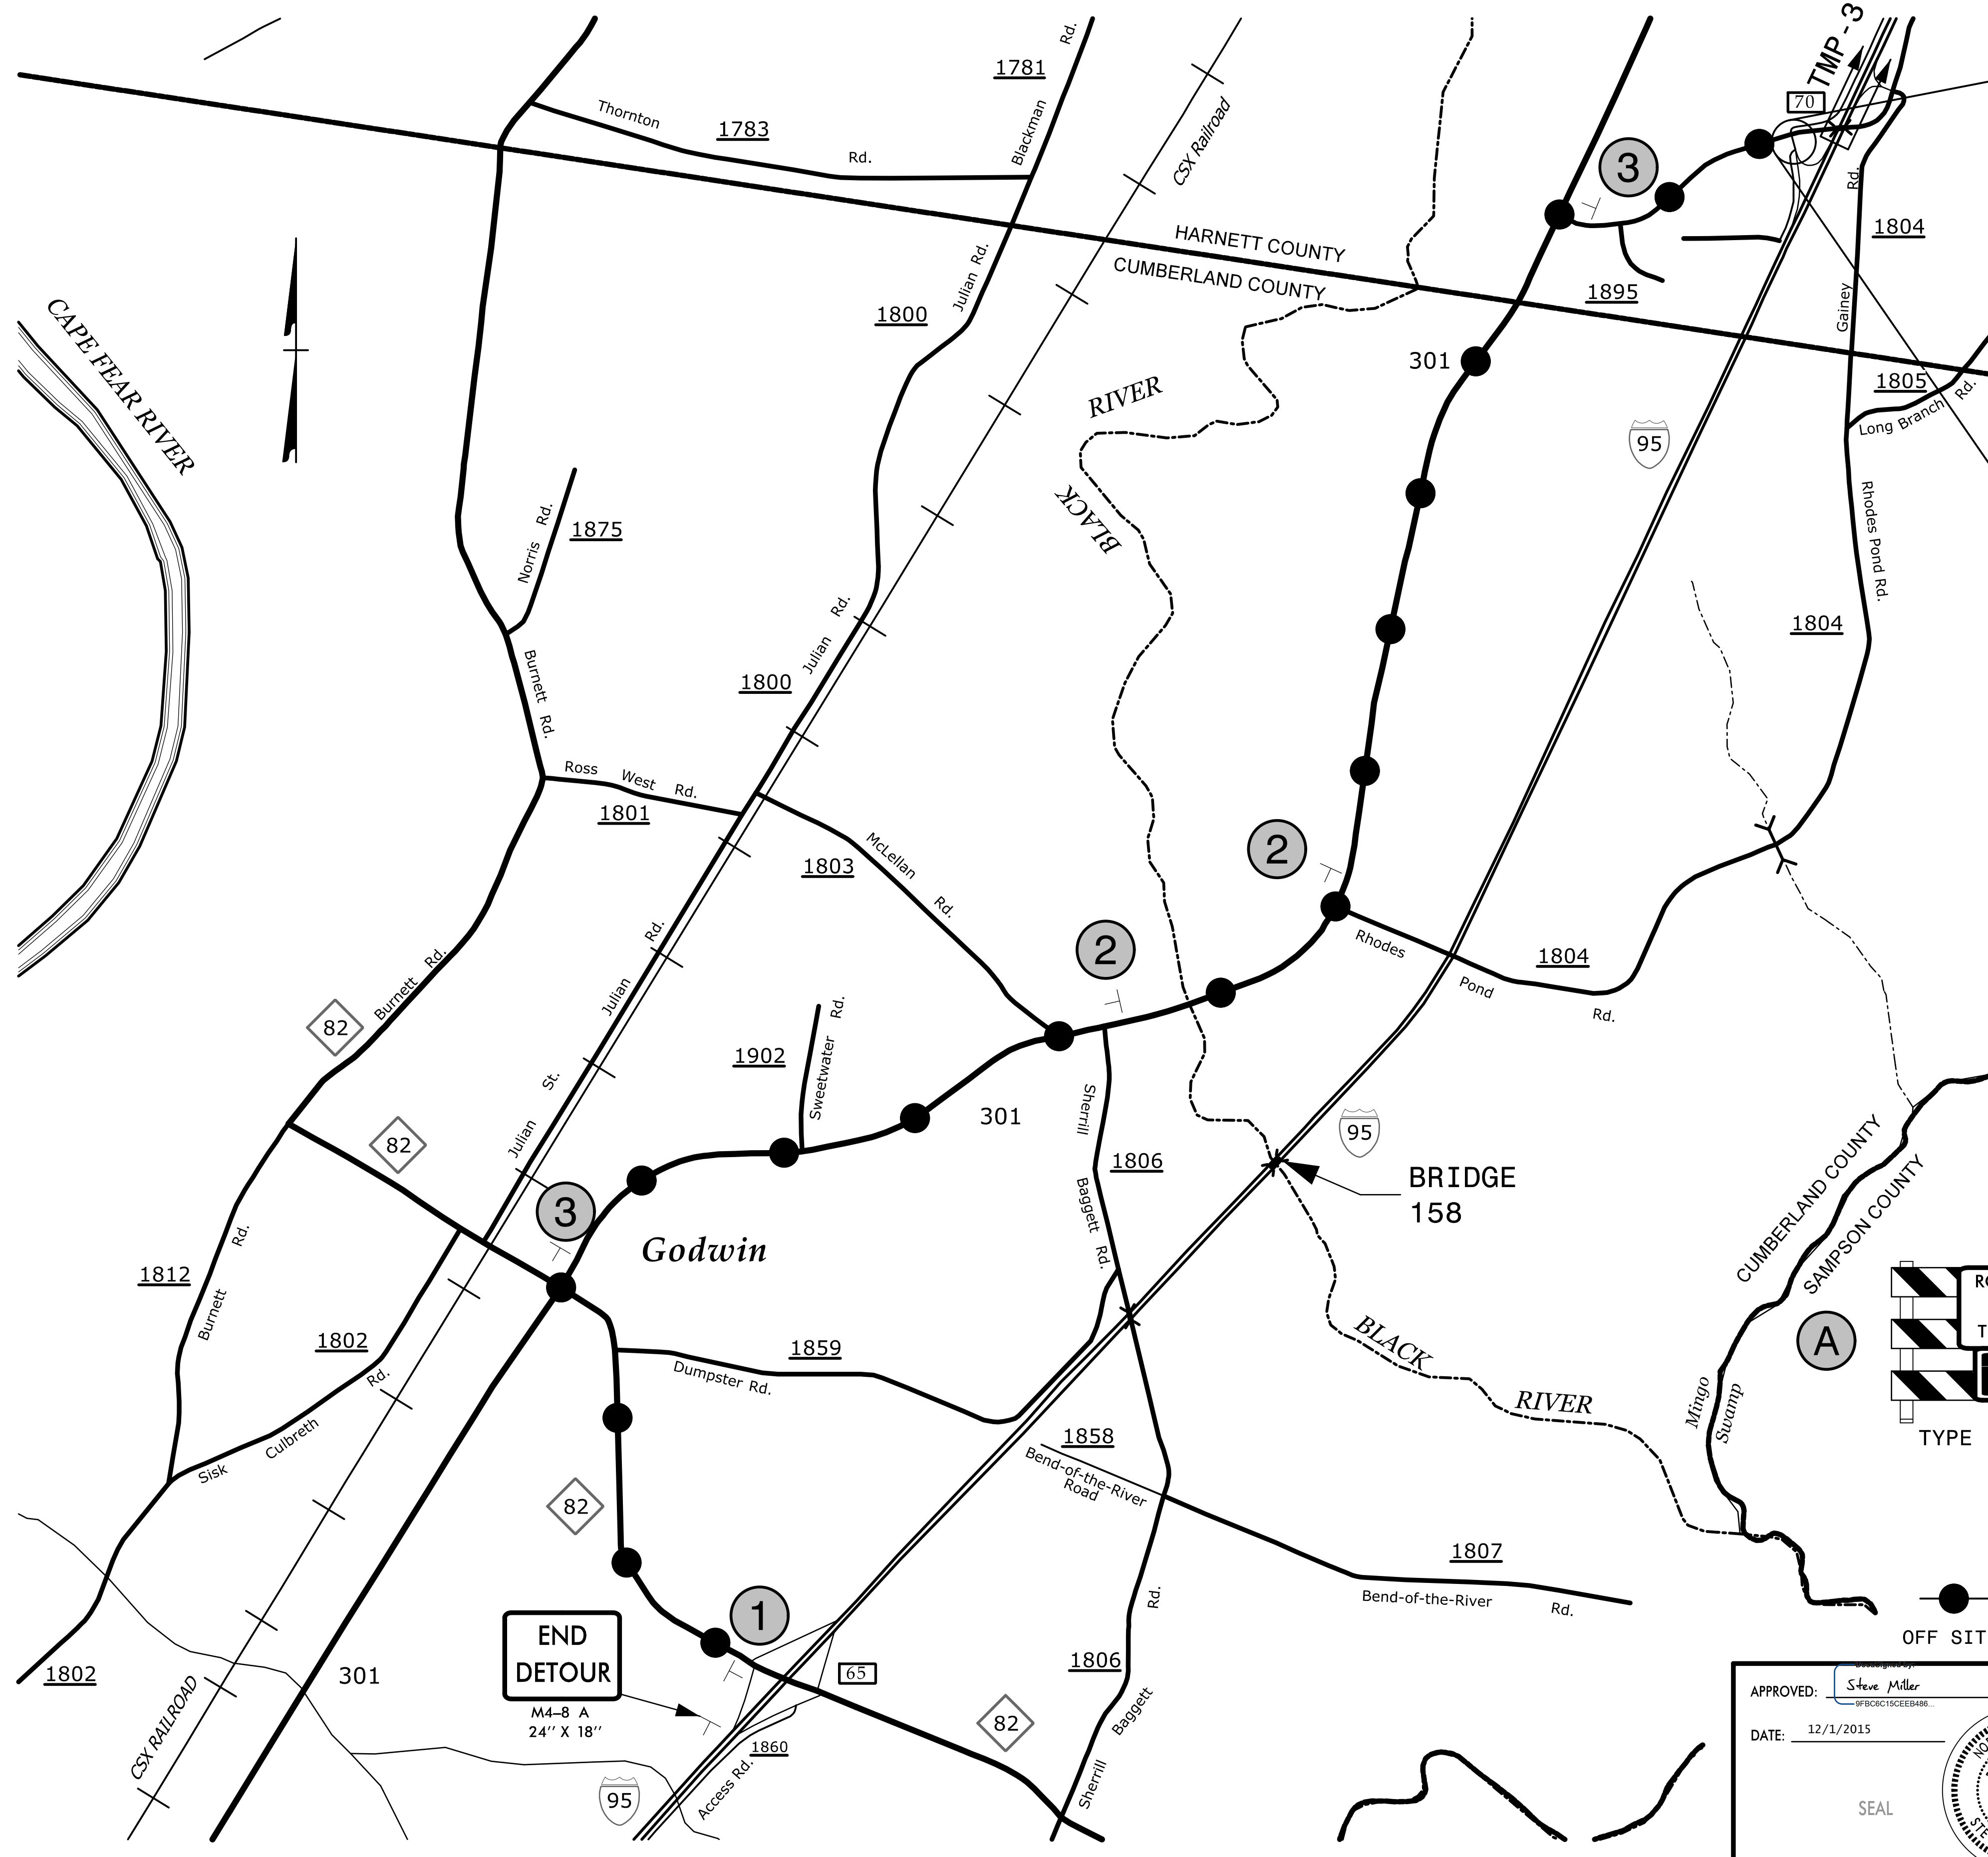 1781
Rd.
Blackman
CSX Railroad
TMP-3
70
Thornton
Rd.
1783
3
Rd.
1804
Gainey
HARNETT COUNTY
CUMBERLAND COUNTY
1895
Julian Rd.
1800
CAPE FEAR RIVER
301
1805
Long Branch Rd.
RIVER
BLACK
95
Norris Rd.
1875
Rhodes Pond Rd.
1804
Julian Rd.
1800
Burnett Rd.
Ross West Rd.
1801
1803
McLellan Rd.
2
2
Rhodes Pond Rd.
1804
Burnett Rd.
82
Julian Rd.
1902
Sweetwater Rd.
301
Sherrill
1806
Baggett Rd.
95
BRIDGE
158
82
Julian St.
3
Godwin
CUMBERLAND COUNTY
SAMPSON COUNTY
1812
Burnett Rd.
1802
Sisk Culbreth Rd.
1859
Dumpster Rd.
BLACK RIVER
A
Mingo
Swamp
TYPE
1858
Bend-of-the-River
Road
82
1807
Bend-of-the-River Rd.
1
END
DETOUR
M4-8 A
24" X 18"
65
1802
301
CSX RAILROAD
1806
Rd.
Baggett
Sherrill
82
1860
Access Rd.
95
OFF SIT
APPROVED: Steve Miller
9FBC6C15CEEB486...
DATE: 12/1/2015
SEAL